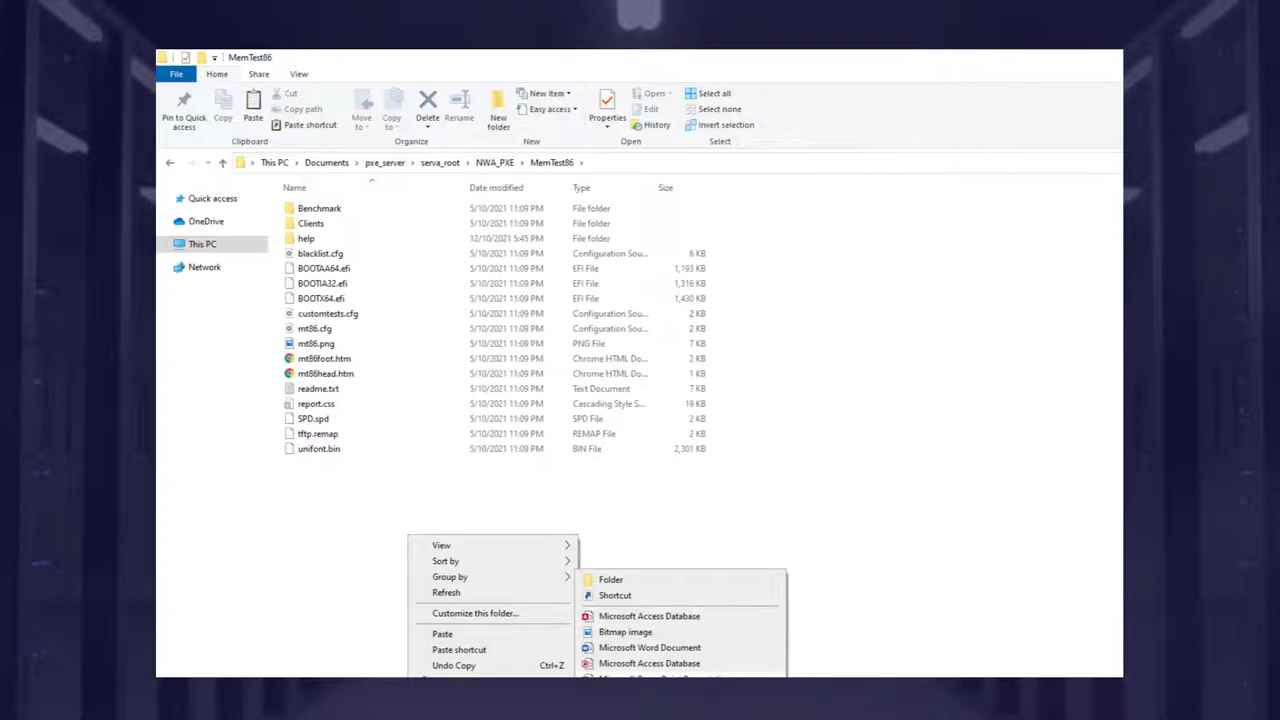 MemTest86
File Home Share View
Pin to Quick access
Copy
Paste
Cut
Copy path
Paste shortcut
Move to
Copy to
Delete
Rename
New folder
New item
Easy access
Properties
Open
Edit
History
Select all
Select none
Invert selection
Clipboard Organize New Open Select
This PC Documents pxe_server serva_root NWA_PXE MemTest86
Quick access
OneDrive
This PC
Network
Name Date modified Type Size
Benchmark 5/10/2021 11:09 PM File folder
Clients 5/10/2021 11:09 PM File folder
help 12/10/2021 5:45 PM File folder
blacklist.cfg 5/10/2021 11:09 PM Configuration Sou... 6 KB
BOOTAA64.efi 5/10/2021 11:09 PM EFI File 1,193 KB
BOOTIA32.efi 5/10/2021 11:09 PM EFI File 1,316 KB
BOOTX64.efi 5/10/2021 11:09 PM EFI File 1,430 KB
customtests.cfg 5/10/2021 11:09 PM Configuration Sou... 2 KB
mt86.cfg 5/10/2021 11:09 PM Configuration Sou... 2 KB
mt86.png 5/10/2021 11:09 PM PNG File 7 KB
mt86foot.htm 5/10/2021 11:09 PM Chrome HTML Do... 2 KB
mt86head.htm 5/10/2021 11:09 PM Chrome HTML Do... 1 KB
readme.txt 5/10/2021 11:09 PM Text Document 7 KB
report.css 5/10/2021 11:09 PM Cascading Style S... 19 KB
SPD.spd 5/10/2021 11:09 PM SPD File 2 KB
tftp.remap 5/10/2021 11:09 PM REMAP File 2 KB
unifont.bin 5/10/2021 11:09 PM BIN File 2,301 KB
View
Sort by
Group by
Refresh
Customize this folder...
Paste
Paste shortcut
Undo Copy Ctrl+Z
Folder
Shortcut
Microsoft Access Database
Bitmap image
Microsoft Word Document
Microsoft Access Database